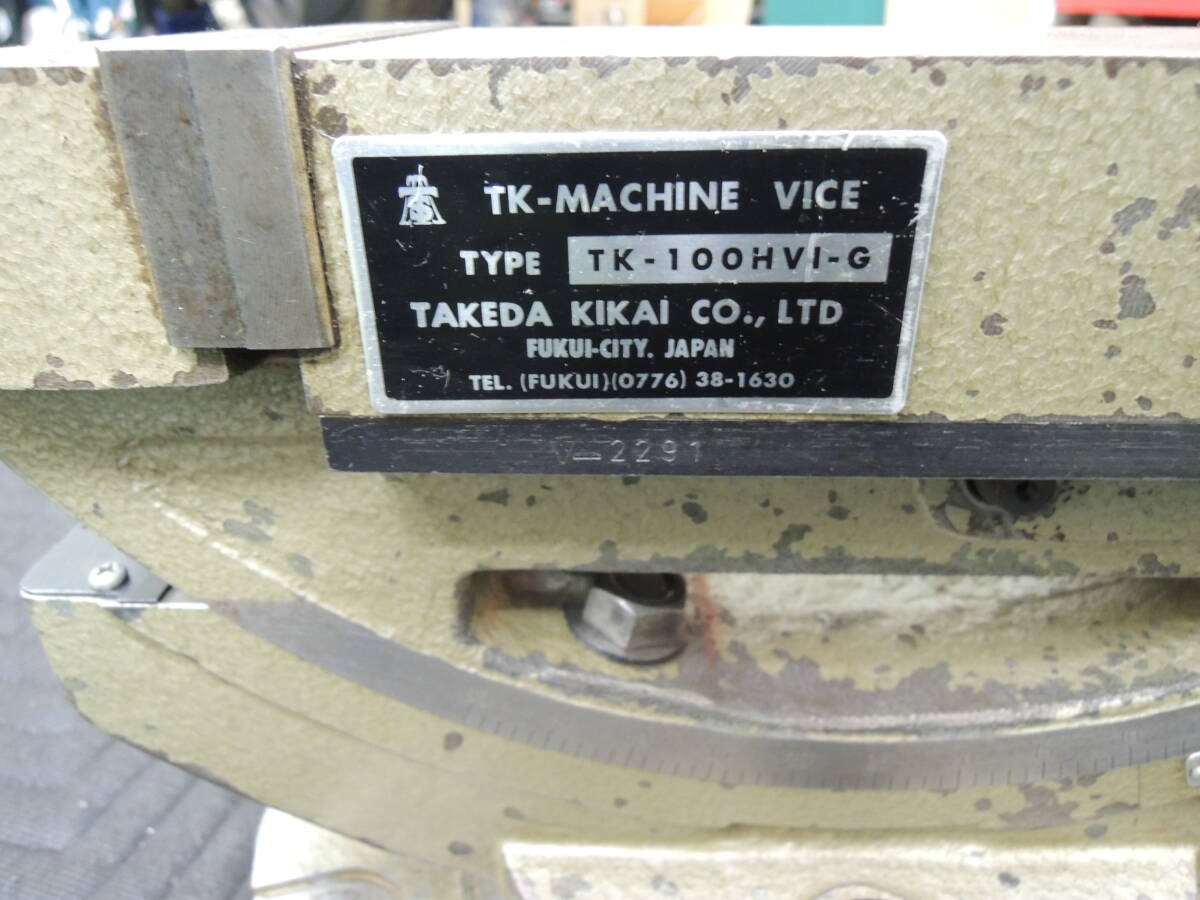 TK-MACHINE VICE
TYPE TK-100HVI-G
TAKEDA KIKAI CO., LTD
FUKUI-CITY. JAPAN
TEL. (FUKUI)(0776) 38-1630
V-2291